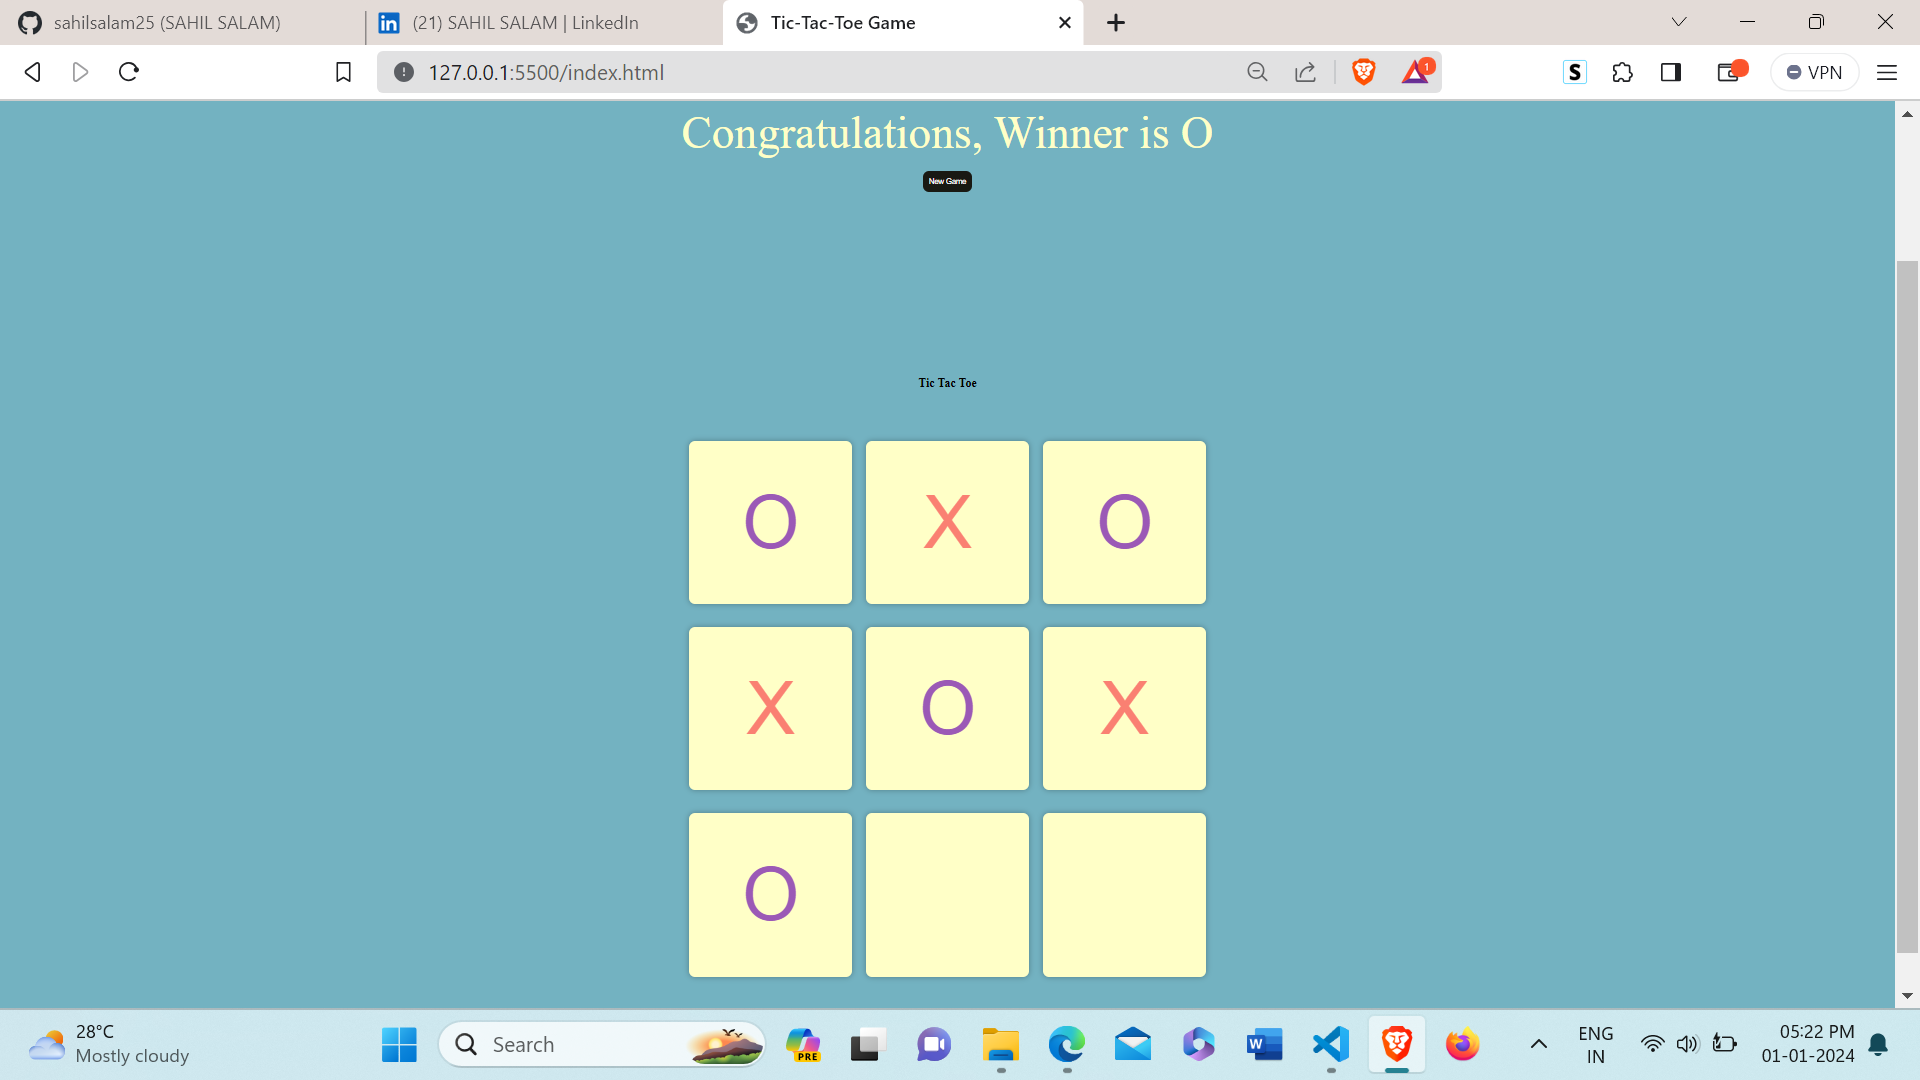 sahilsalam25 (SAHIL SALAM)
(21) SAHIL SALAM | LinkedIn
Tic-Tac-Toe Game
127.0.0.1:5500/index.html
1
S
VPN
Congratulations, Winner is O
New Game
Tic Tac Toe
O X O
X O X
O
28°C
Mostly cloudy
Search
PRE
ENG
IN
05:22 PM
01-01-2024